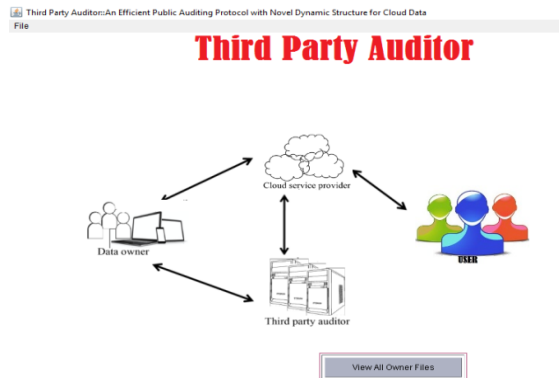 Third Party Auditor::An Efficient Public Auditing Protocol with Novel Dynamic Structure for Cloud Data
File
Third Party Auditor
Cloud service provider
Data owner
USER
Third party auditor
View All Owner Files